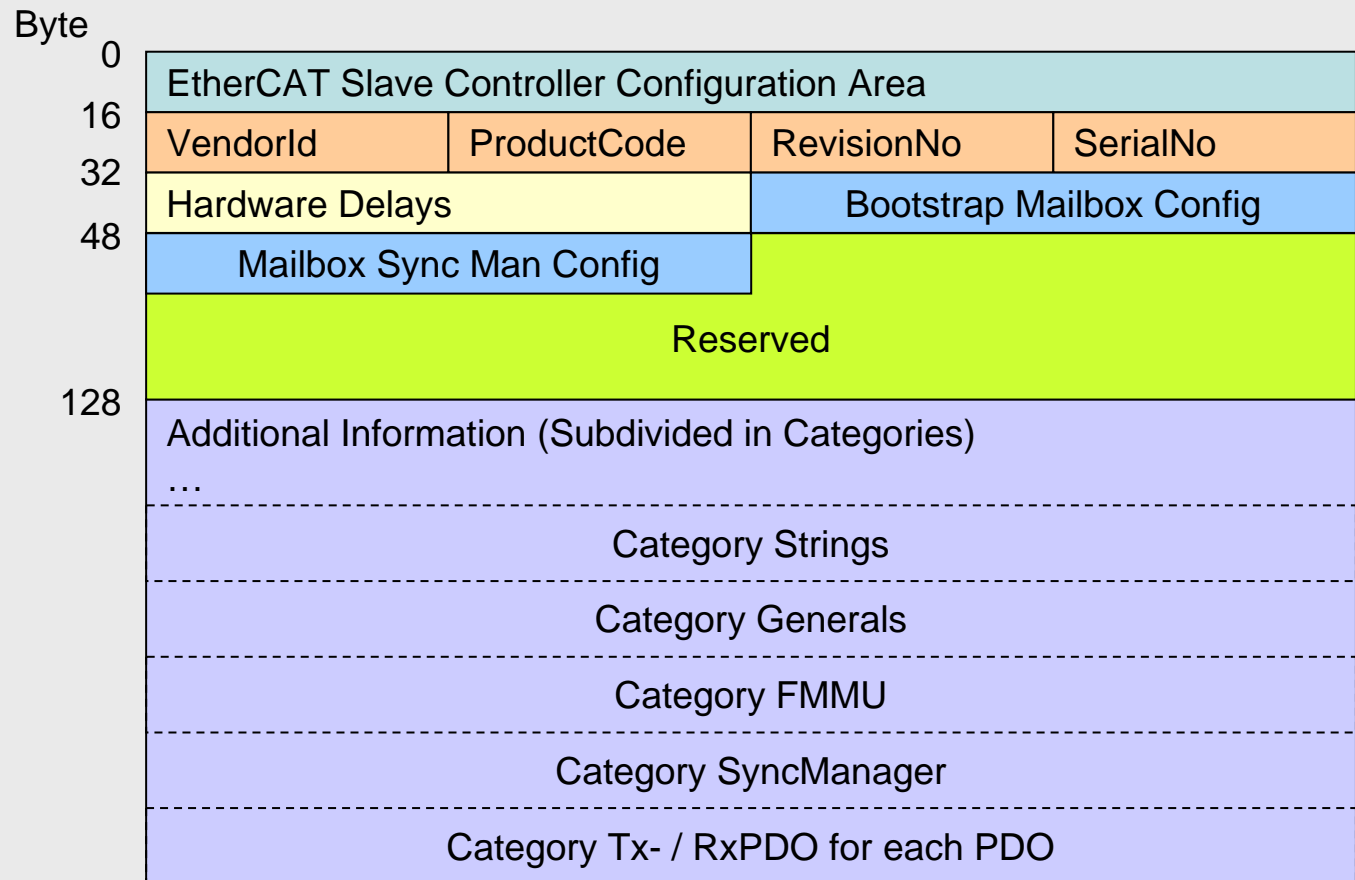 Byte
0
EtherCAT Slave Controller Configuration Area
16
VendorId ProductCode RevisionNo SerialNo
32
Hardware Delays Bootstrap Mailbox Config
48
Mailbox Sync Man Config
Reserved
128
Additional Information (Subdivided in Categories)
…
Category Strings
Category Generals
Category FMMU
Category SyncManager
Category Tx- / RxPDO for each PDO